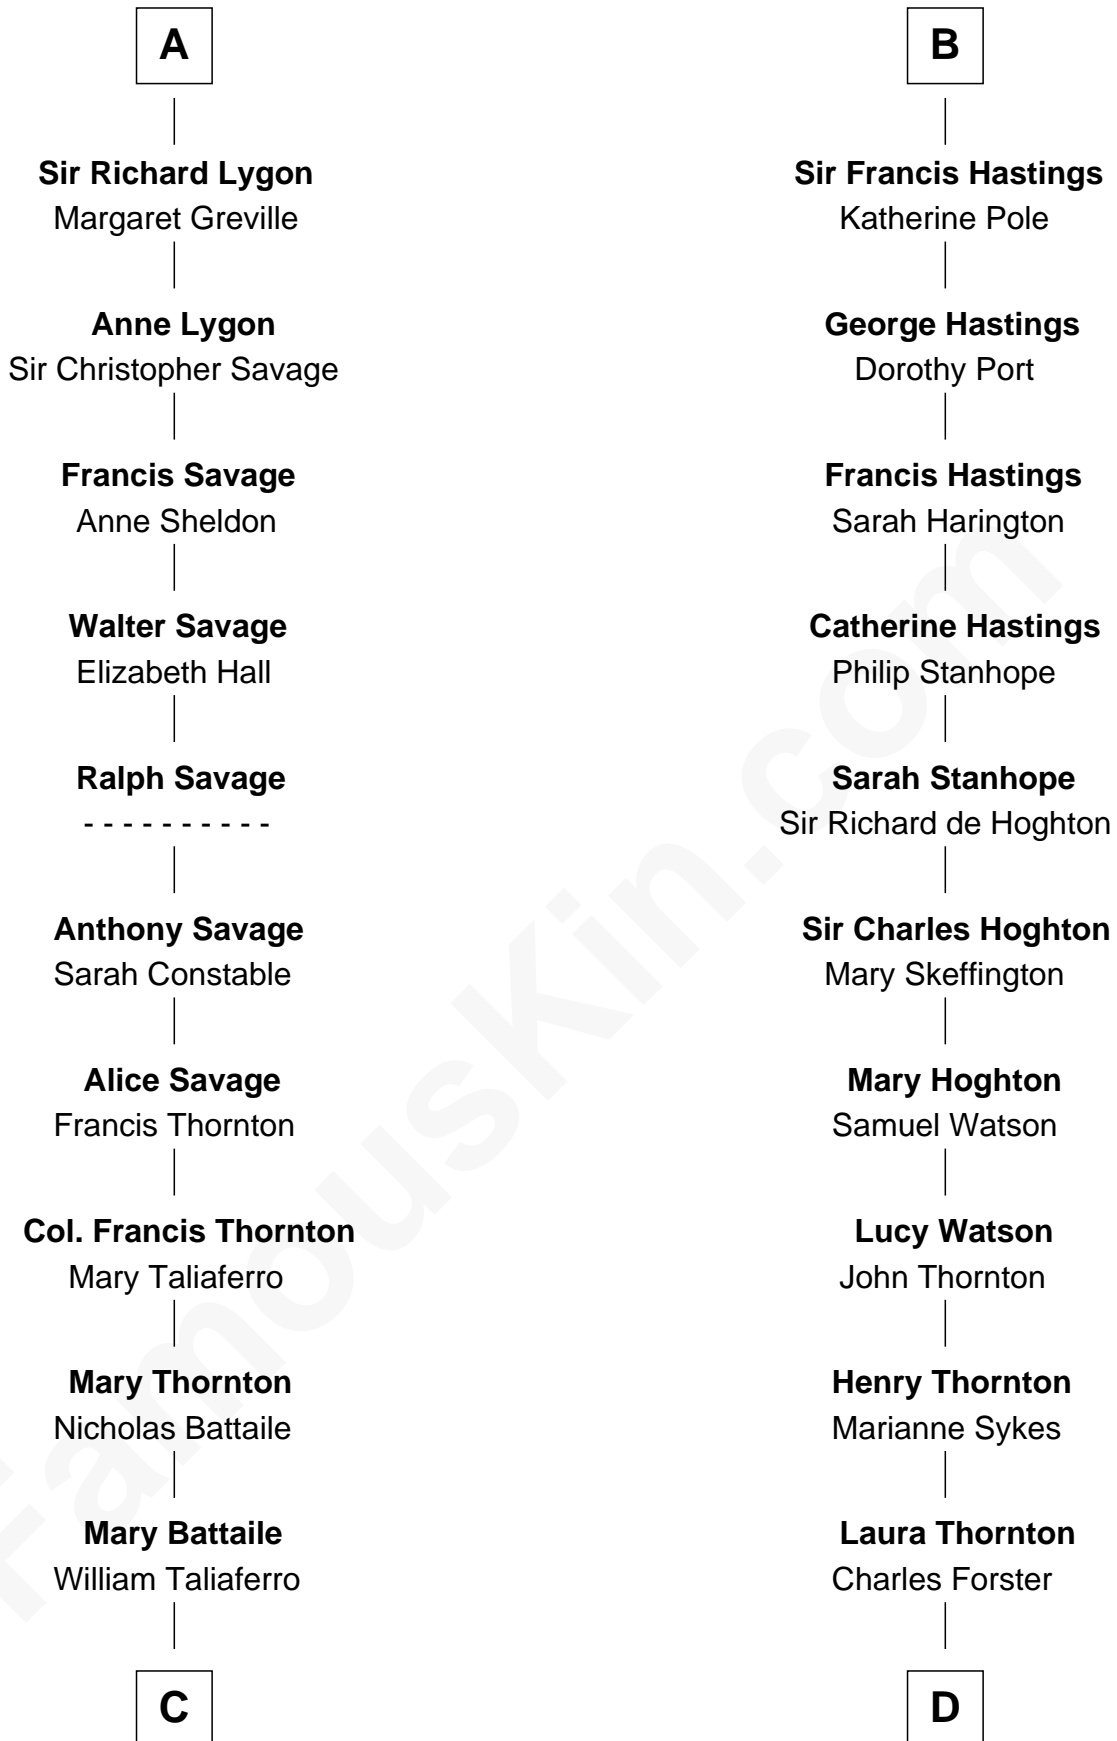 A
Sir Richard Lygon
Margaret Greville
Anne Lygon
Sir Christopher Savage
Francis Savage
Anne Sheldon
Walter Savage
Elizabeth Hall
Ralph Savage
- - - - - - - - - -
Anthony Savage
Sarah Constable
Alice Savage
Francis Thornton
Col. Francis Thornton
Mary Taliaferro
Mary Thornton
Nicholas Battaile
Mary Battaile
William Taliaferro
C
B
Sir Francis Hastings
Katherine Pole
George Hastings
Dorothy Port
Francis Hastings
Sarah Harington
Catherine Hastings
Philip Stanhope
Sarah Stanhope
Sir Richard de Hoghton
Sir Charles Hoghton
Mary Skeffington
Mary Hoghton
Samuel Watson
Lucy Watson
John Thornton
Henry Thornton
Marianne Sykes
Laura Thornton
Charles Forster
D
FamousKin.com